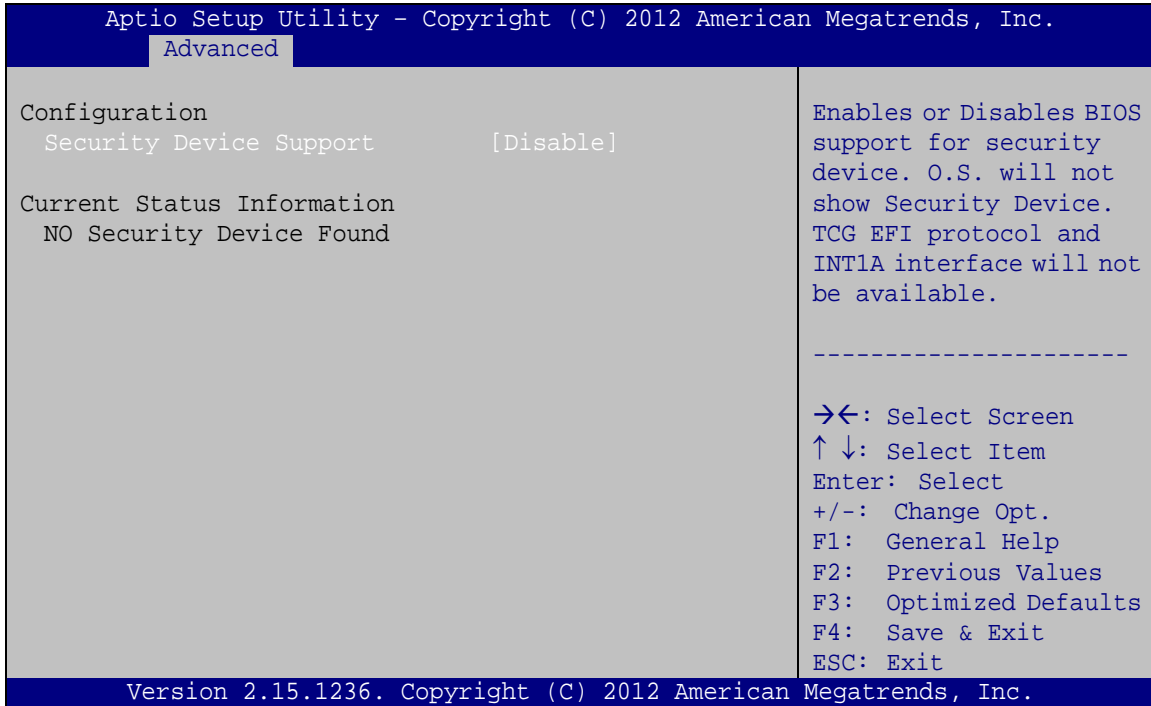 Aptio Setup Utility – Copyright (C) 2012 American Megatrends, Inc.
Advanced
Configuration
Security Device Support [Disable]
Current Status Information
NO Security Device Found
Enables or Disables BIOS
support for security
device. O.S. will not
show Security Device.
TCG EFI protocol and
INT1A interface will not
be available.
----------------------
→←: Select Screen
↑ ↓: Select Item
Enter: Select
+/-: Change Opt.
F1: General Help
F2: Previous Values
F3: Optimized Defaults
F4: Save & Exit
ESC: Exit
Version 2.15.1236. Copyright (C) 2012 American Megatrends, Inc.